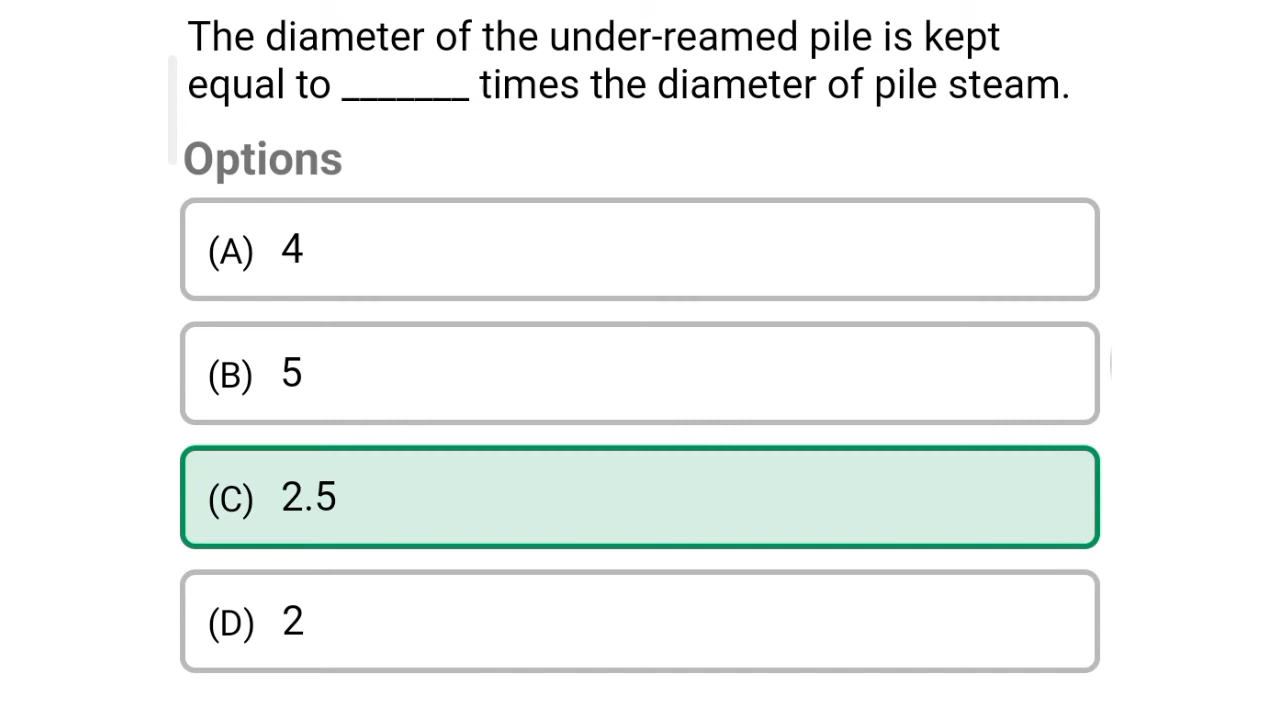 The diameter of the under-reamed pile is kept
equal to _______ times the diameter of pile steam.
Options
(A) 4
(B) 5
(C) 2.5
(D) 2